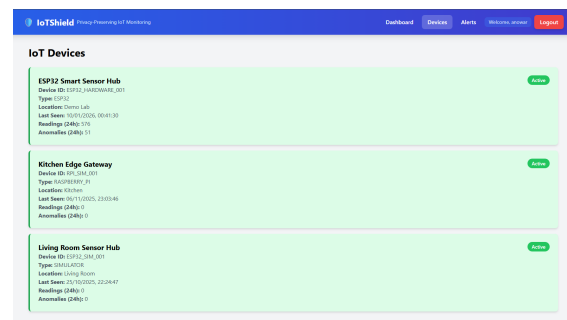 IoTShield Privacy-Preserving IoT Monitoring Dashboard Devices Alerts Welcome, anowar Logout
IoT Devices
ESP32 Smart Sensor Hub Active
Device ID: ESP32_HARDWARE_001
Type: ESP32
Location: Demo Lab
Last Seen: 10/01/2026, 00:41:30
Readings (24h): 576
Anomalies (24h): 51
Kitchen Edge Gateway Active
Device ID: RPI_SIM_001
Type: RASPBERRY_PI
Location: Kitchen
Last Seen: 06/11/2025, 23:03:46
Readings (24h): 0
Anomalies (24h): 0
Living Room Sensor Hub Active
Device ID: ESP32_SIM_001
Type: SIMULATOR
Location: Living Room
Last Seen: 25/10/2025, 22:24:47
Readings (24h): 0
Anomalies (24h): 0